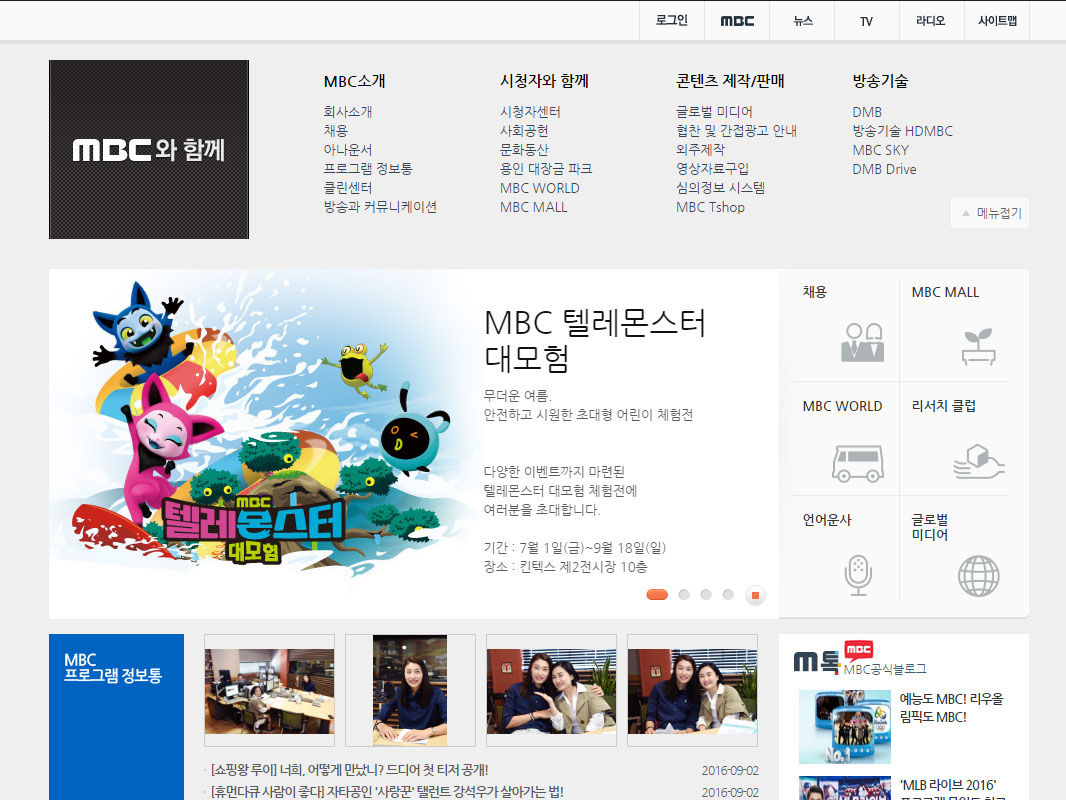 로그인
MBC
뉴스
TV
라디오
사이트맵
MBC와 함께
MBC소개
회사소개
채용
아나운서
프로그램 정보통
클린센터
방송과 커뮤니케이션
시청자와 함께
시청자센터
사회공헌
문화동산
용인 대장금 파크
MBC WORLD
MBC MALL
콘텐츠 제작/판매
글로벌 미디어
협찬 및 간접광고 안내
외주제작
영상자료구입
심의정보 시스템
MBC Tshop
방송기술
DMB
방송기술 HDMBC
MBC SKY
DMB Drive
메뉴접기
MBC
텔레몬스터
대모험
MBC 텔레몬스터
대모험
무더운 여름.
안전하고 시원한 초대형 어린이 체험전
다양한 이벤트까지 마련된
텔레몬스터 대모험 체험전에
여러분을 초대합니다.
기간 : 7월 1일(금)~9월 18일(일)
장소 : 킨텍스 제2전시장 10홀
채용
MBC MALL
MBC WORLD
리서치 클럽
언어운사
글로벌
미디어
MBC
프로그램 정보통
[쇼핑왕 루이] 너희, 어떻게 만났니? 드디어 첫 티저 공개!
2016-09-02
[휴먼다큐 사람이 좋다] 자타공인 '사랑꾼' 탤런트 강석우가 살아가는 법!
2016-09-02
M톡
MBC
MBC공식블로그
No.1
예능도 MBC! 리우올
림픽도 MBC!
'MLB 라이브 2016'